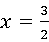 x = 3/2